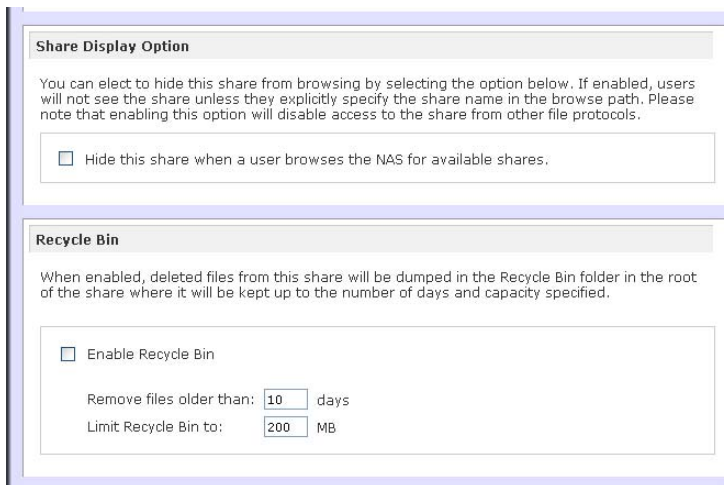 Share Display Option
You can elect to hide this share from browsing by selecting the option below. If enabled, users
will not see the share unless they explicitly specify the share name in the browse path. Please
note that enabling this option will disable access to the share from other file protocols.
Hide this share when a user browses the NAS for available shares.
Recycle Bin
When enabled, deleted files from this share will be dumped in the Recycle Bin folder in the root
of the share where it will be kept up to the number of days and capacity specified.
Enable Recycle Bin
Remove files older than: 10 days
Limit Recycle Bin to: 200 MB